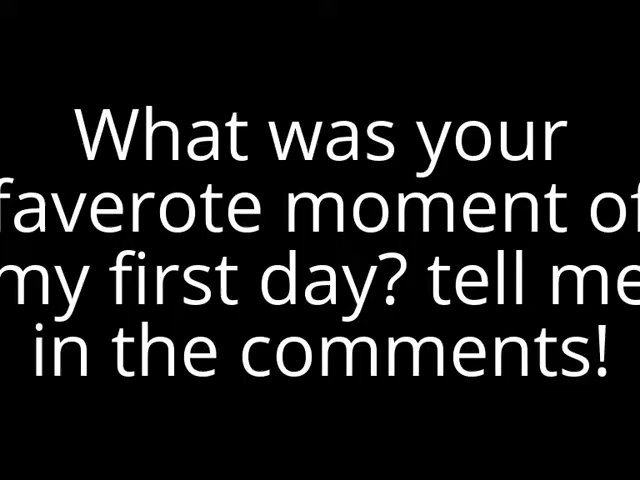 What was your
faverote moment of
my first day? tell me
in the comments!